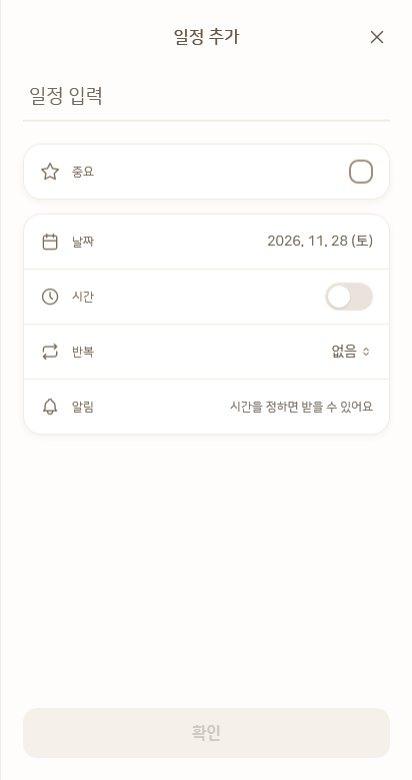 일정 추가
일정 입력
중요
날짜 2026. 11. 28 (토)
시간
반복 없음
알림 시간을 정하면 받을 수 있어요
확인